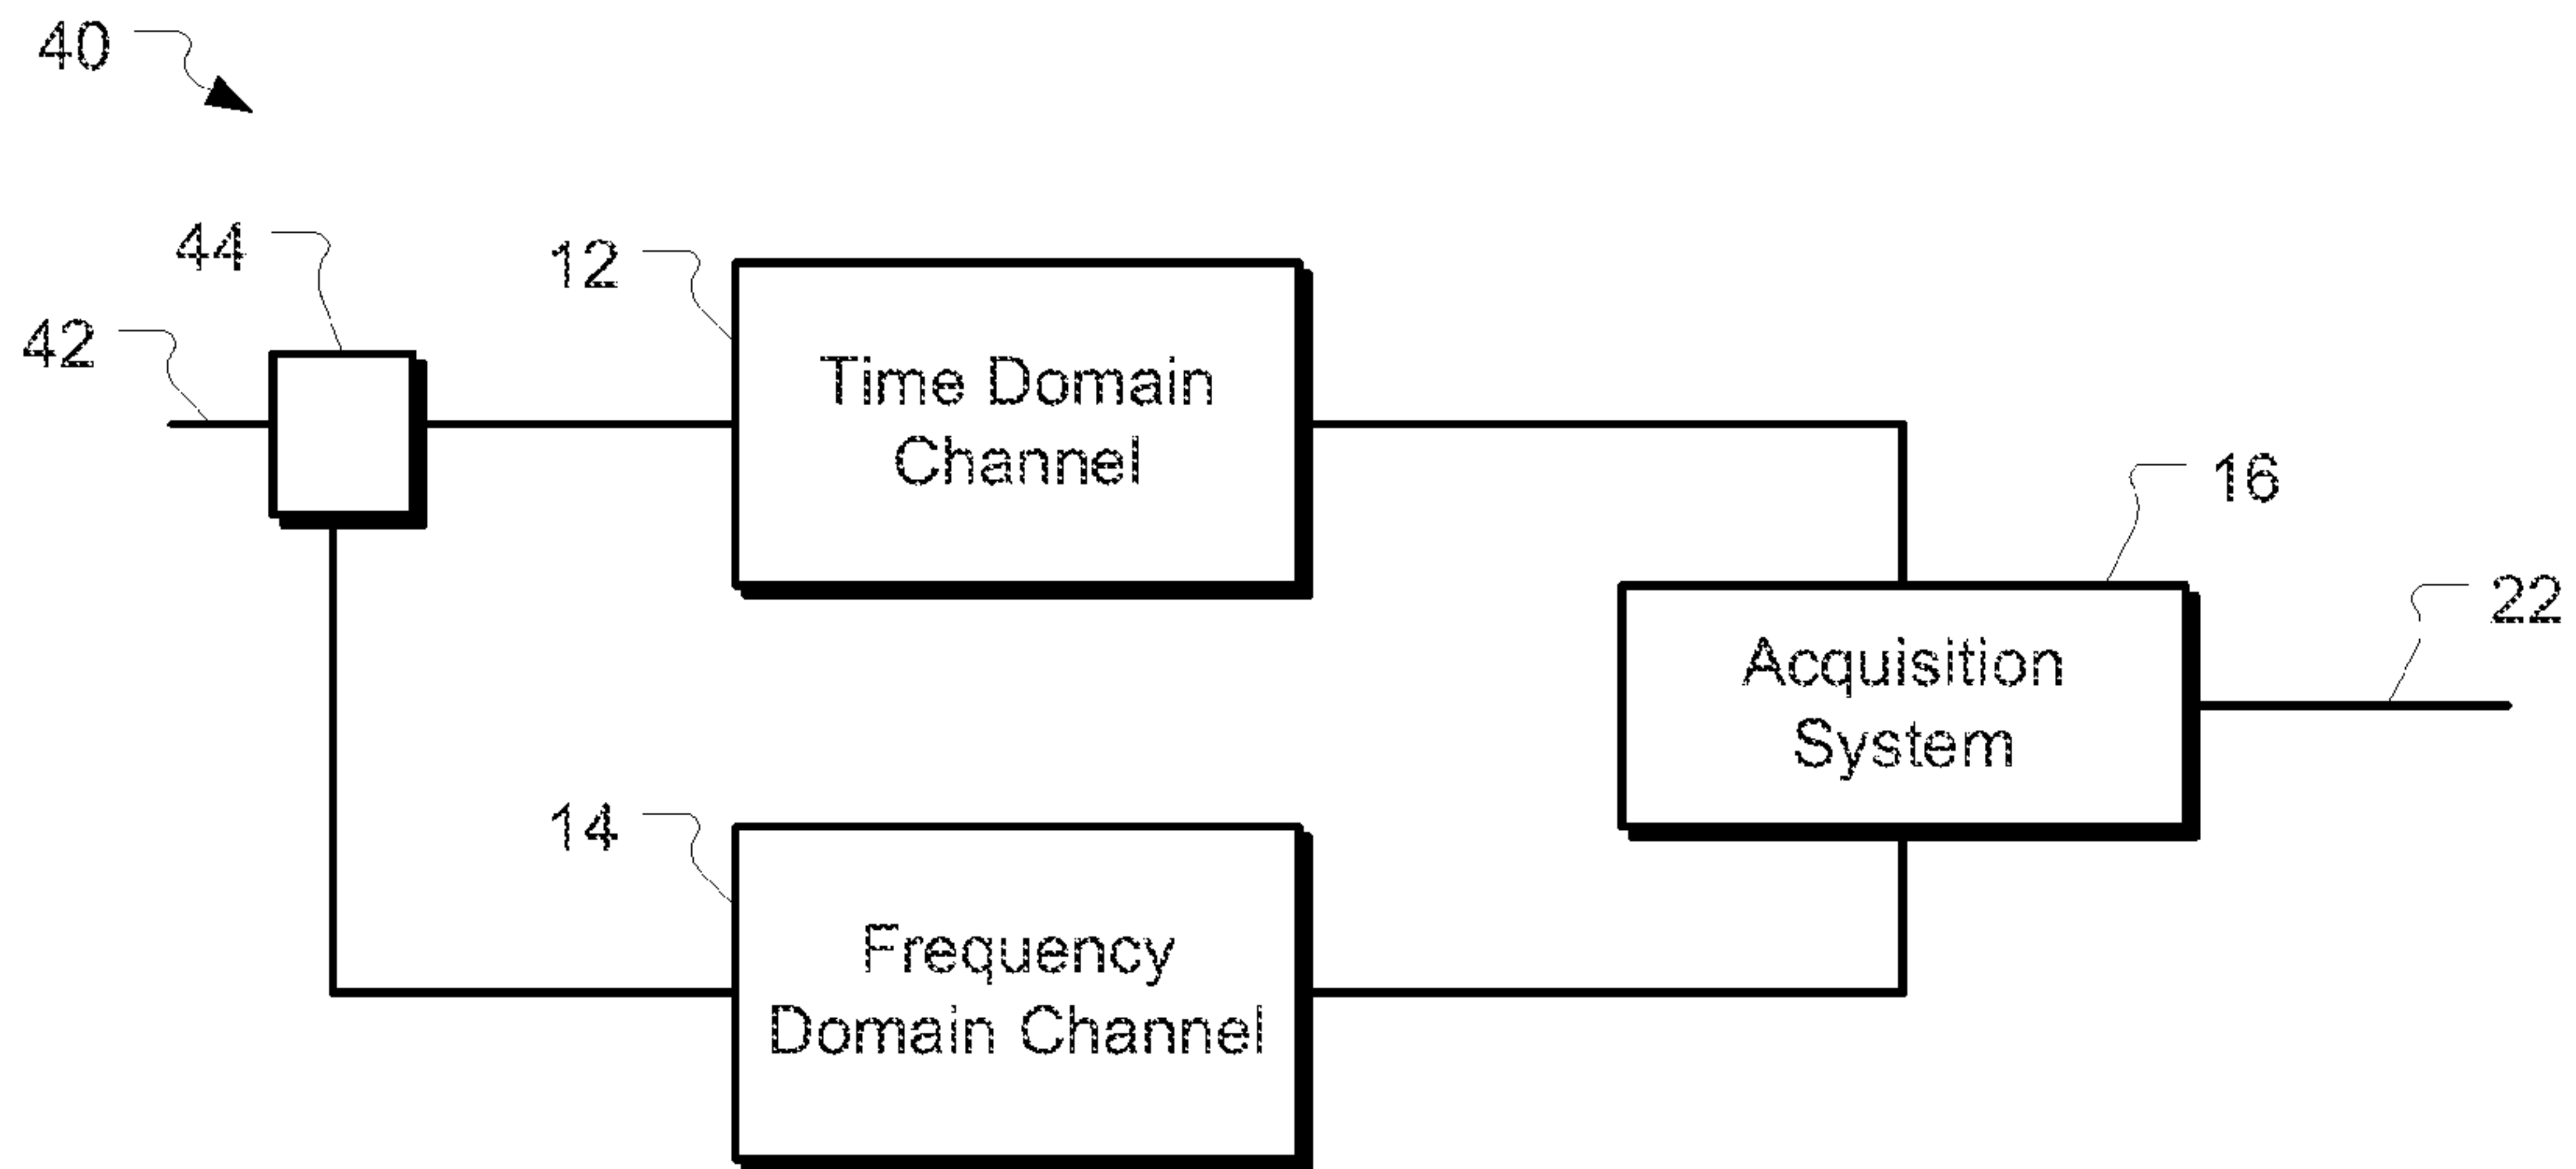 40
44
12
42
Time Domain
Channel
16
22
Acquisition
System
14
Frequency
Domain Channel